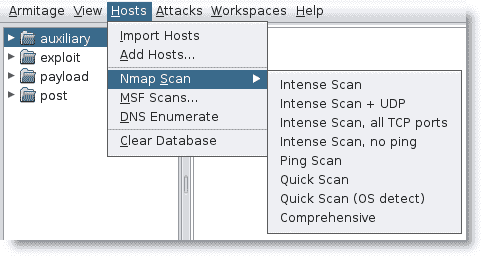 Armitage View Hosts Attacks Workspaces Help
auxiliary
exploit
payload
post
Import Hosts
Add Hosts...
Nmap Scan
MSF Scans...
DNS Enumerate
Clear Database
Intense Scan
Intense Scan + UDP
Intense Scan, all TCP ports
Intense Scan, no ping
Ping Scan
Quick Scan
Quick Scan (OS detect)
Comprehensive